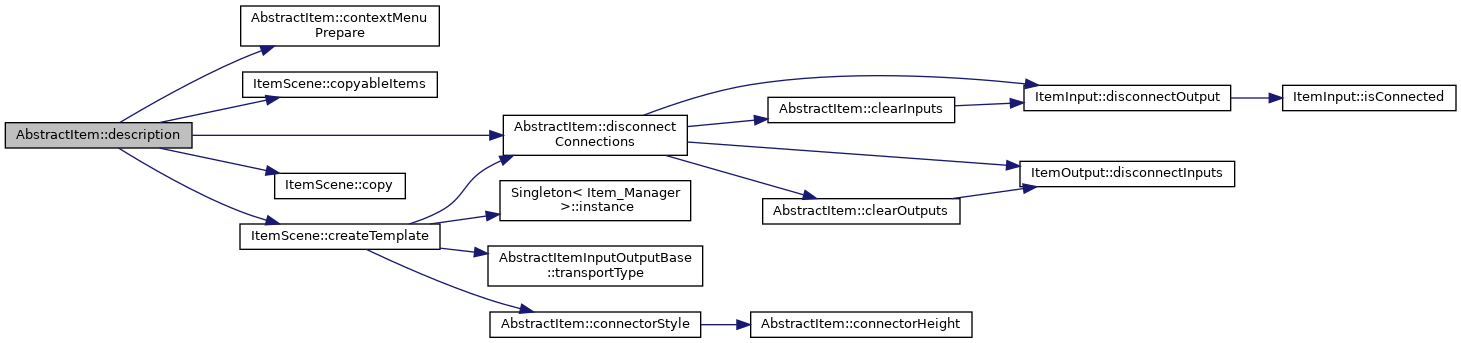 AbstractItem::contextMenu
Prepare
ItemScene::copyableItems
AbstractItem::description
ItemScene::copy
ItemScene::createTemplate
AbstractItem::disconnect
Connections
Singleton< Item_Manager
>::instance
AbstractItemInputOutputBase
::transportType
AbstractItem::connectorStyle
AbstractItem::clearInputs
AbstractItem::clearOutputs
AbstractItem::connectorHeight
ItemInput::disconnectOutput
ItemOutput::disconnectInputs
ItemInput::isConnected